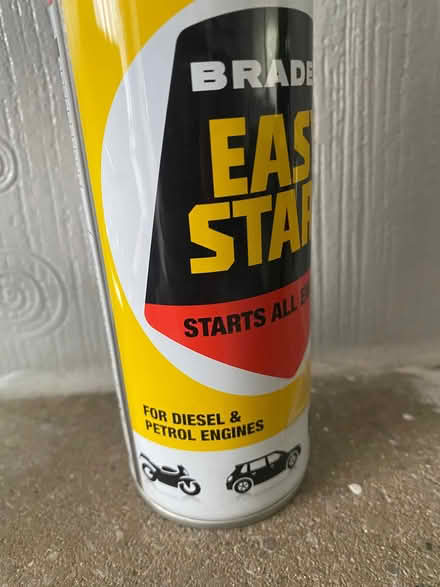 BRADE
EAS
STAR
STARTS ALL E
FOR DIESEL &
PETROL ENGINES